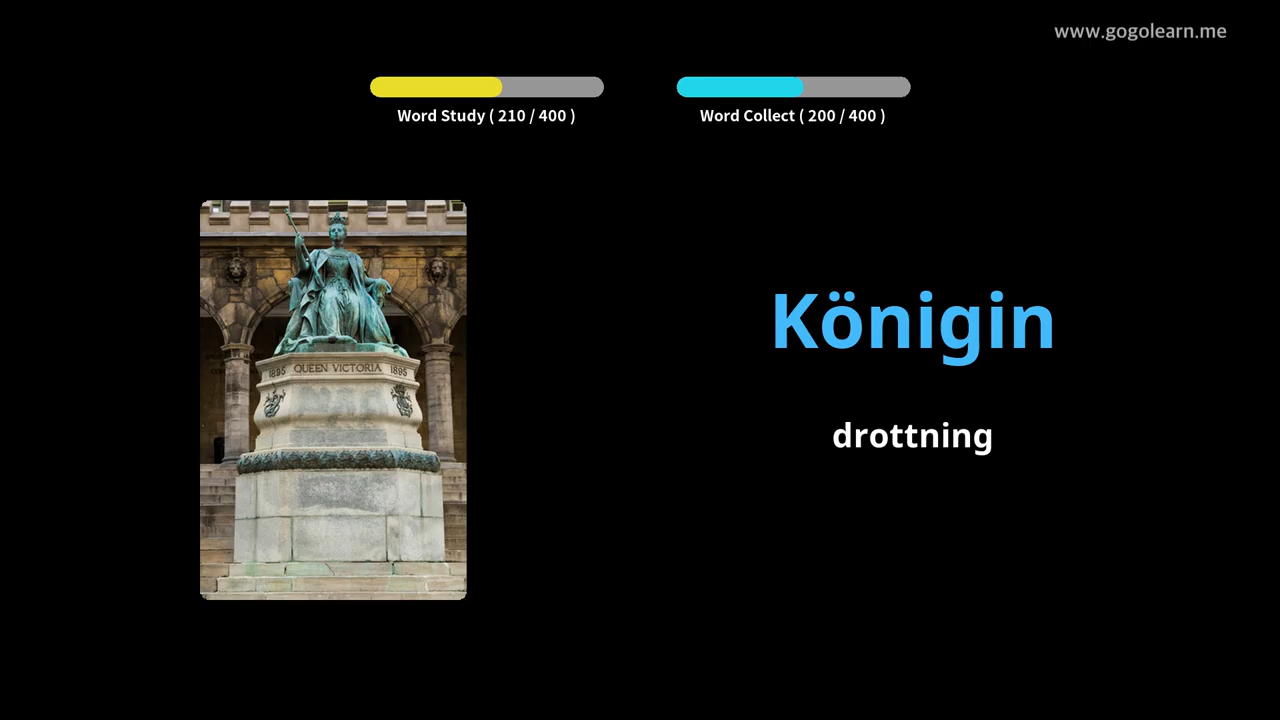 www.gogolearn.me
Word Study ( 210 / 400 )
Word Collect ( 200 / 400 )
1895 QUEEN VICTORIA 1895
Königin
drottning